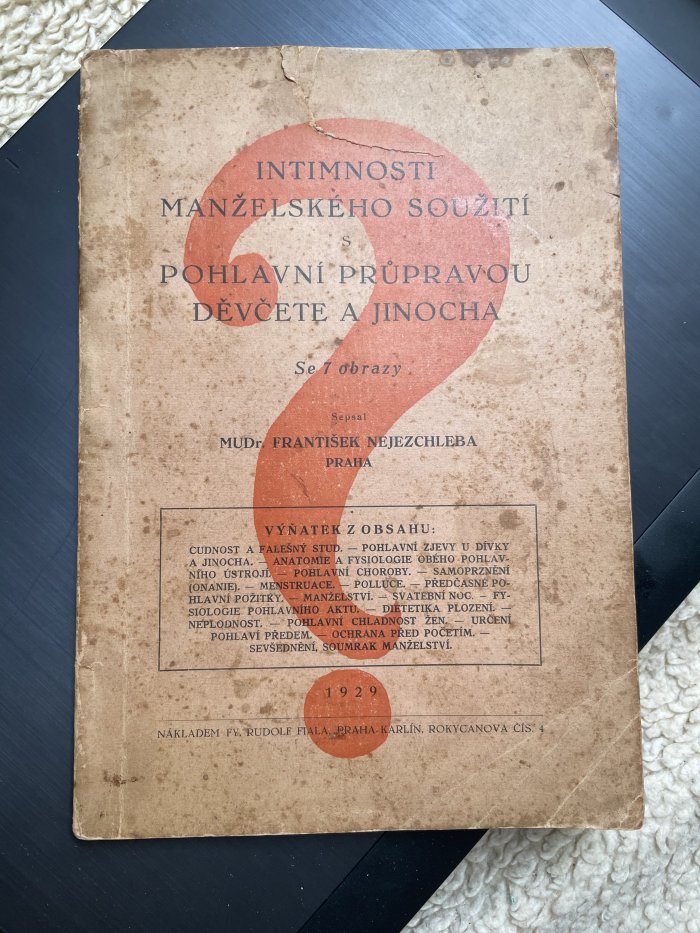 INTIMNOSTI
MANŽELSKÉHO SOUŽITÍ
S
POHLAVNÍ PRŮPRAVOU
DĚVČETE A JINOCHA
Se 7 obrazy
Sepsal
MUDr. FRANTIŠEK NEJEZCHLEBA
PRAHA
VÝŇATEK Z OBSAHU:
CUDNOST A FALEŠNÝ STUD. — POHLAVNÍ ZJEVY U DÍVKY
A JINOCHA. — ANATOMIE A FYSIOLOGIE OBÉHO POHLAV-
NÍHO ÚSTROJÍ. — POHLAVNÍ CHOROBY. — SAMOPRZNĚNÍ
(ONANIE). — MENSTRUACE. — POLLUCE. — PŘEDČASNÉ PO-
HLAVNÍ POŽITKY. — MANŽELSTVÍ. — SVATEBNÍ NOC. — FY-
SIOLOGIE POHLAVNÍHO AKTU. — DIETETIKA PLOZENÍ. —
NEPLODNOST. — POHLAVNÍ CHLADNOST ŽEN. — URČENÍ
POHLAVÍ PŘEDEM. — OCHRANA PŘED POČETÍM. —
SEVŠEDNĚNÍ, SOUMRAK MANŽELSTVÍ.
1929
NÁKLADEM FY. RUDOLF FIALA, PRAHA-KARLÍN, ROKYCANOVA ČÍS. 4